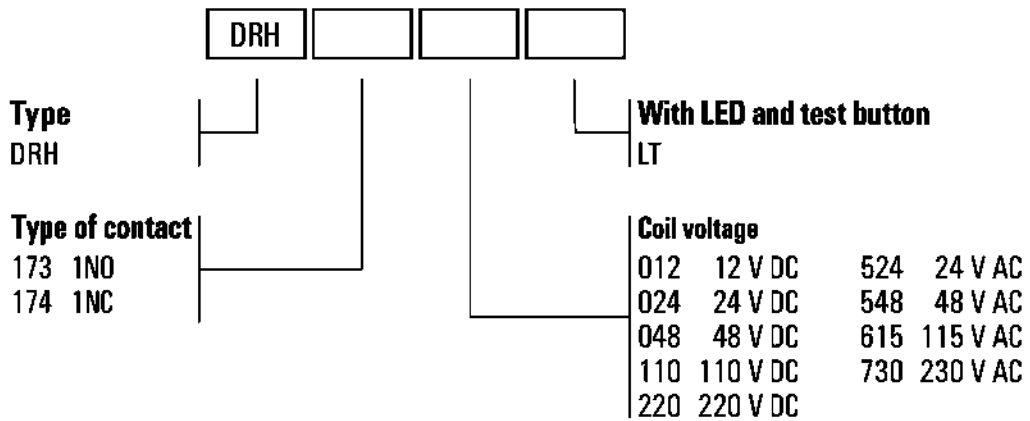 DRH
Type
DRH
With LED and test button
LT
Type of contact
173 1NO
174 1NC
Coil voltage
012 12 V DC 524 24 V AC
024 24 V DC 548 48 V AC
048 48 V DC 615 115 V AC
110 110 V DC 730 230 V AC
220 220 V DC